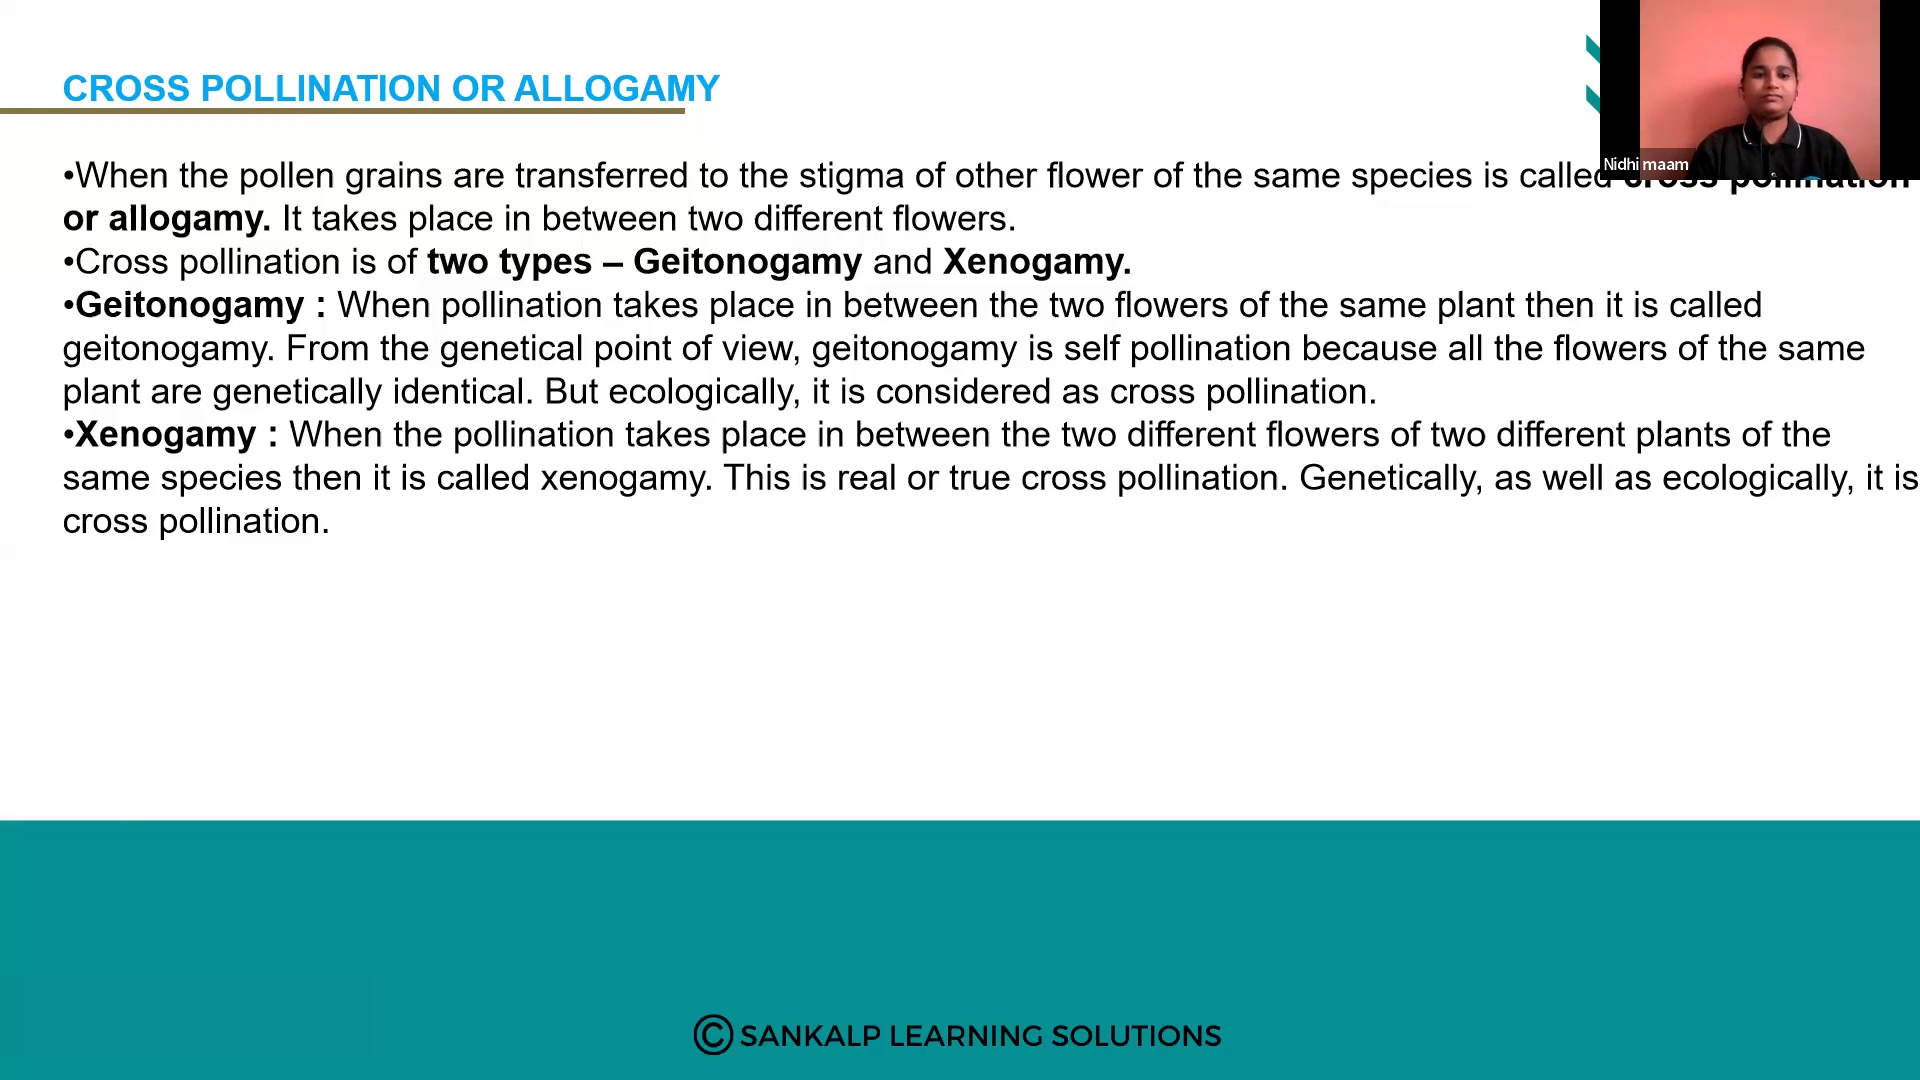 CROSS POLLINATION OR ALLOGAMY
Nidhi maam
•When the pollen grains are transferred to the stigma of other flower of the same species is called cross pollination
or allogamy. It takes place in between two different flowers.
•Cross pollination is of two types – Geitonogamy and Xenogamy.
•Geitonogamy : When pollination takes place in between the two flowers of the same plant then it is called
geitonogamy. From the genetical point of view, geitonogamy is self pollination because all the flowers of the same
plant are genetically identical. But ecologically, it is considered as cross pollination.
•Xenogamy : When the pollination takes place in between the two different flowers of two different plants of the
same species then it is called xenogamy. This is real or true cross pollination. Genetically, as well as ecologically, it is
cross pollination.
© SANKALP LEARNING SOLUTIONS